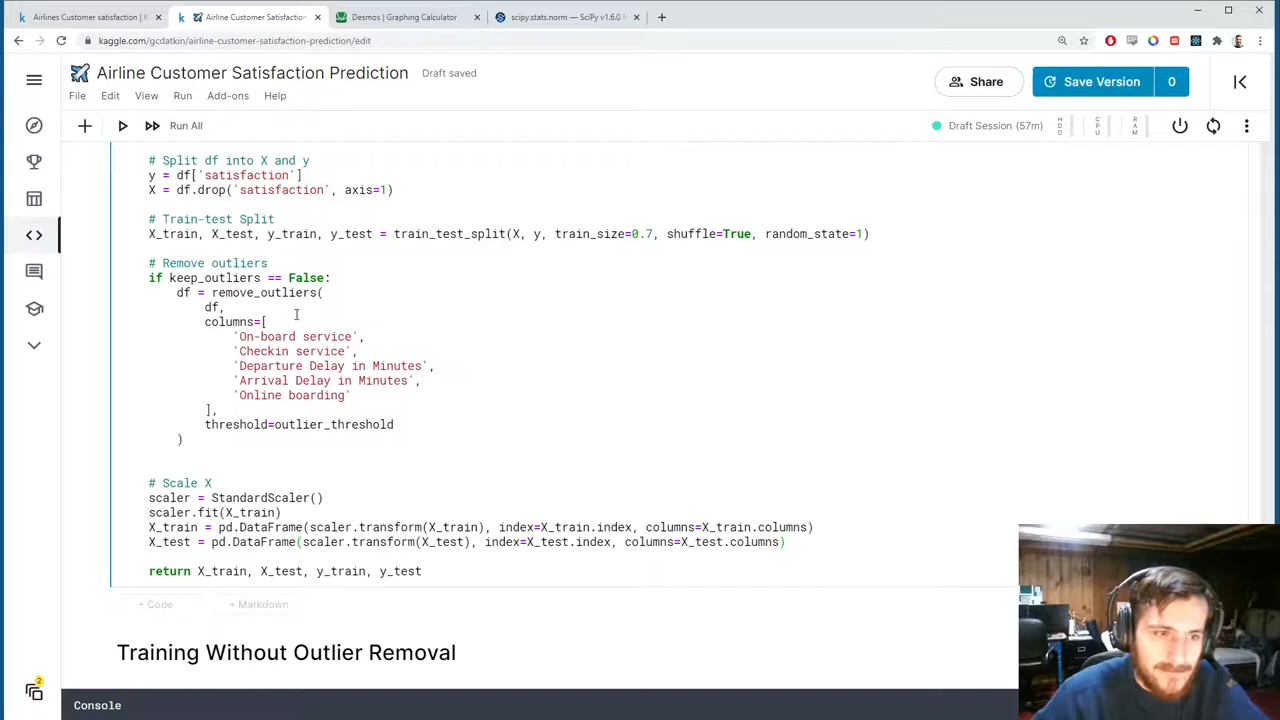 Airlines Customer satisfaction | K
Airline Customer Satisfaction
Desmos | Graphing Calculator
scipy.stats.norm — SciPy v1.6.0 F
kaggle.com/gcdatkin/airline-customer-satisfaction-prediction/edit
Airline Customer Satisfaction Prediction
Draft saved
Share
Save Version
0
File
Edit
View
Run
Add-ons
Help
Run All
Draft Session (57m)
HDD
CPU
RAM
# Split df into X and y
y = df['satisfaction']
X = df.drop('satisfaction', axis=1)
# Train-test Split
X_train, X_test, y_train, y_test = train_test_split(X, y, train_size=0.7, shuffle=True, random_state=1)
# Remove outliers
if keep_outliers == False:
df = remove_outliers(
df,
columns=[
'On-board service',
'Checkin service',
'Departure Delay in Minutes',
'Arrival Delay in Minutes',
'Online boarding'
],
threshold=outlier_threshold
)
# Scale X
scaler = StandardScaler()
scaler.fit(X_train)
X_train = pd.DataFrame(scaler.transform(X_train), index=X_train.index, columns=X_train.columns)
X_test = pd.DataFrame(scaler.transform(X_test), index=X_test.index, columns=X_test.columns)
return X_train, X_test, y_train, y_test
+ Code
+ Markdown
Training Without Outlier Removal
2
Console